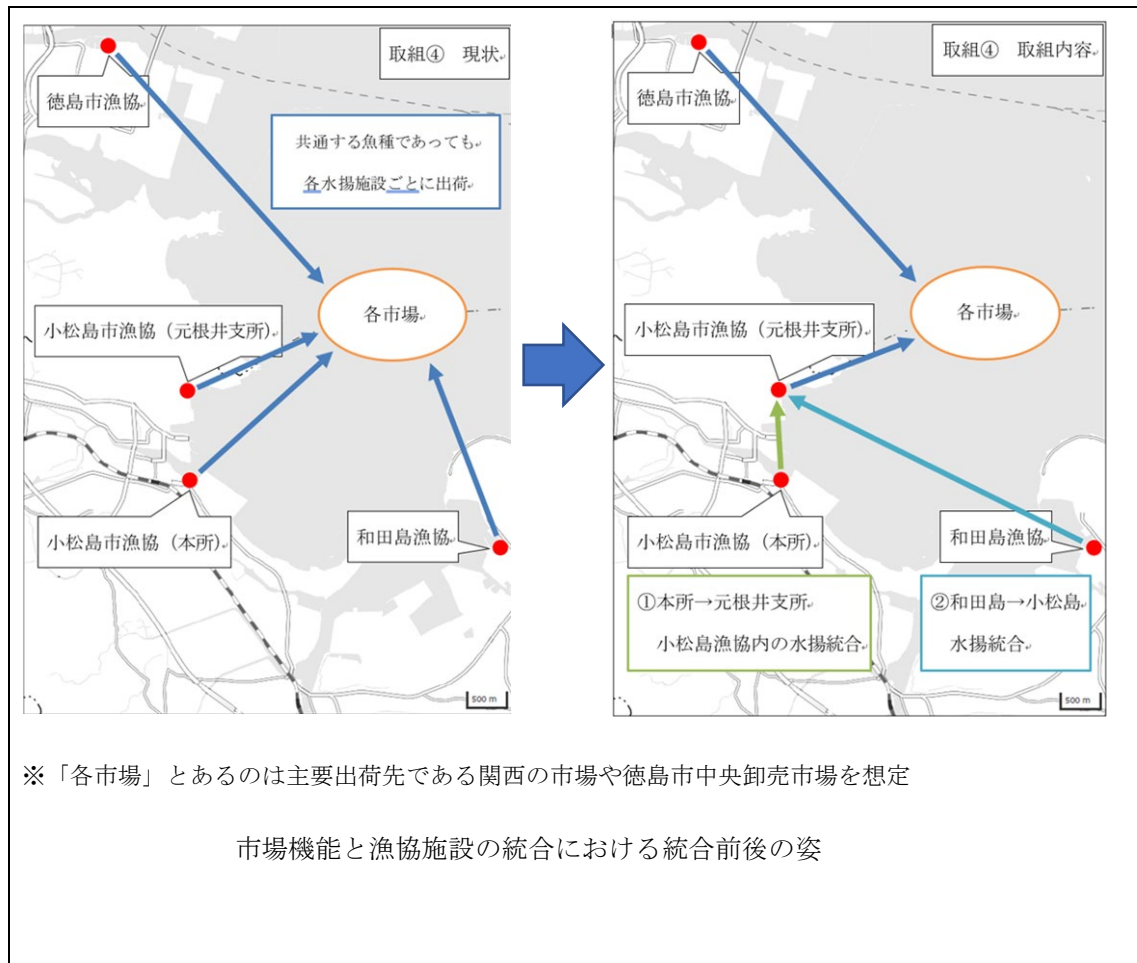 取組④　現状
徳島市漁協
共通する魚種であっても
各水揚施設ごとに出荷
各市場
小松島市漁協（元根井支所）
小松島市漁協（本所）
和田島漁協
500 m
取組④　取組内容
徳島市漁協
各市場
小松島市漁協（元根井支所）
小松島市漁協（本所）
和田島漁協
①本所→元根井支所
小松島漁協内の水揚統合
②和田島→小松島
水揚統合
500 m
※「各市場」とあるのは主要出荷先である関西の市場や徳島市中央卸売市場を想定
市場機能と漁協施設の統合における統合前後の姿